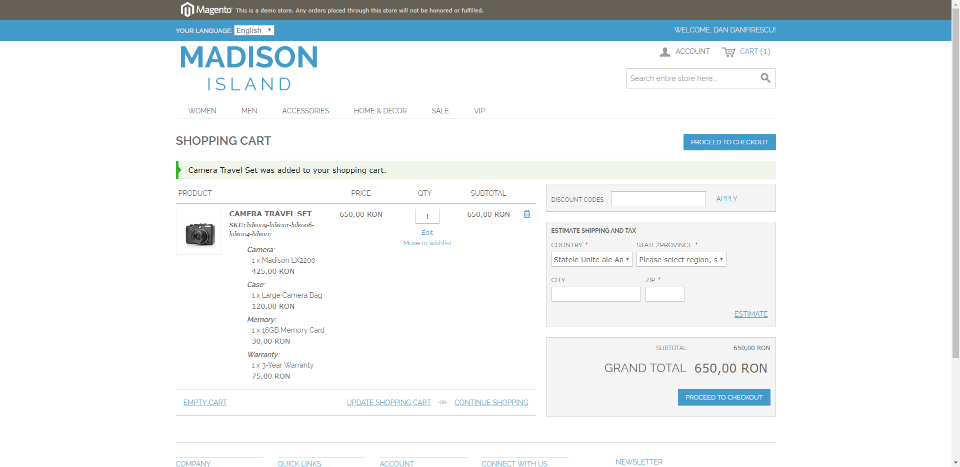 Magento This is a demo store. Any orders placed through this store will not be honored or fulfilled.
YOUR LANGUAGE: English WELCOME, DAN DANFIRESCU!
MADISON
ISLAND
ACCOUNT CART (1)
Search entire store here...
WOMEN MEN ACCESSORIES HOME & DECOR SALE VIP
SHOPPING CART PROCEED TO CHECKOUT
Camera Travel Set was added to your shopping cart.
PRODUCT PRICE QTY SUBTOTAL
CAMERA TRAVEL SET 650,00 RON 1 650,00 RON
SKU:
Edit
Move to wishlist
Camera:
1 x Madison LX2200
425,00 RON
Case:
1 x Large Camera Bag
120,00 RON
Memory:
1 x 16GB Memory Card
30,00 RON
Warranty:
1 x 3-Year Warranty
75,00 RON
EMPTY CART UPDATE SHOPPING CART -OR- CONTINUE SHOPPING
DISCOUNT CODES APPLY
ESTIMATE SHIPPING AND TAX
COUNTRY * STATE/PROVINCE *
Statele Unite ale An Please select region, s
CITY ZIP *
ESTIMATE
SUBTOTAL 650,00 RON
GRAND TOTAL 650,00 RON
PROCEED TO CHECKOUT
COMPANY QUICK LINKS ACCOUNT CONNECT WITH US NEWSLETTER